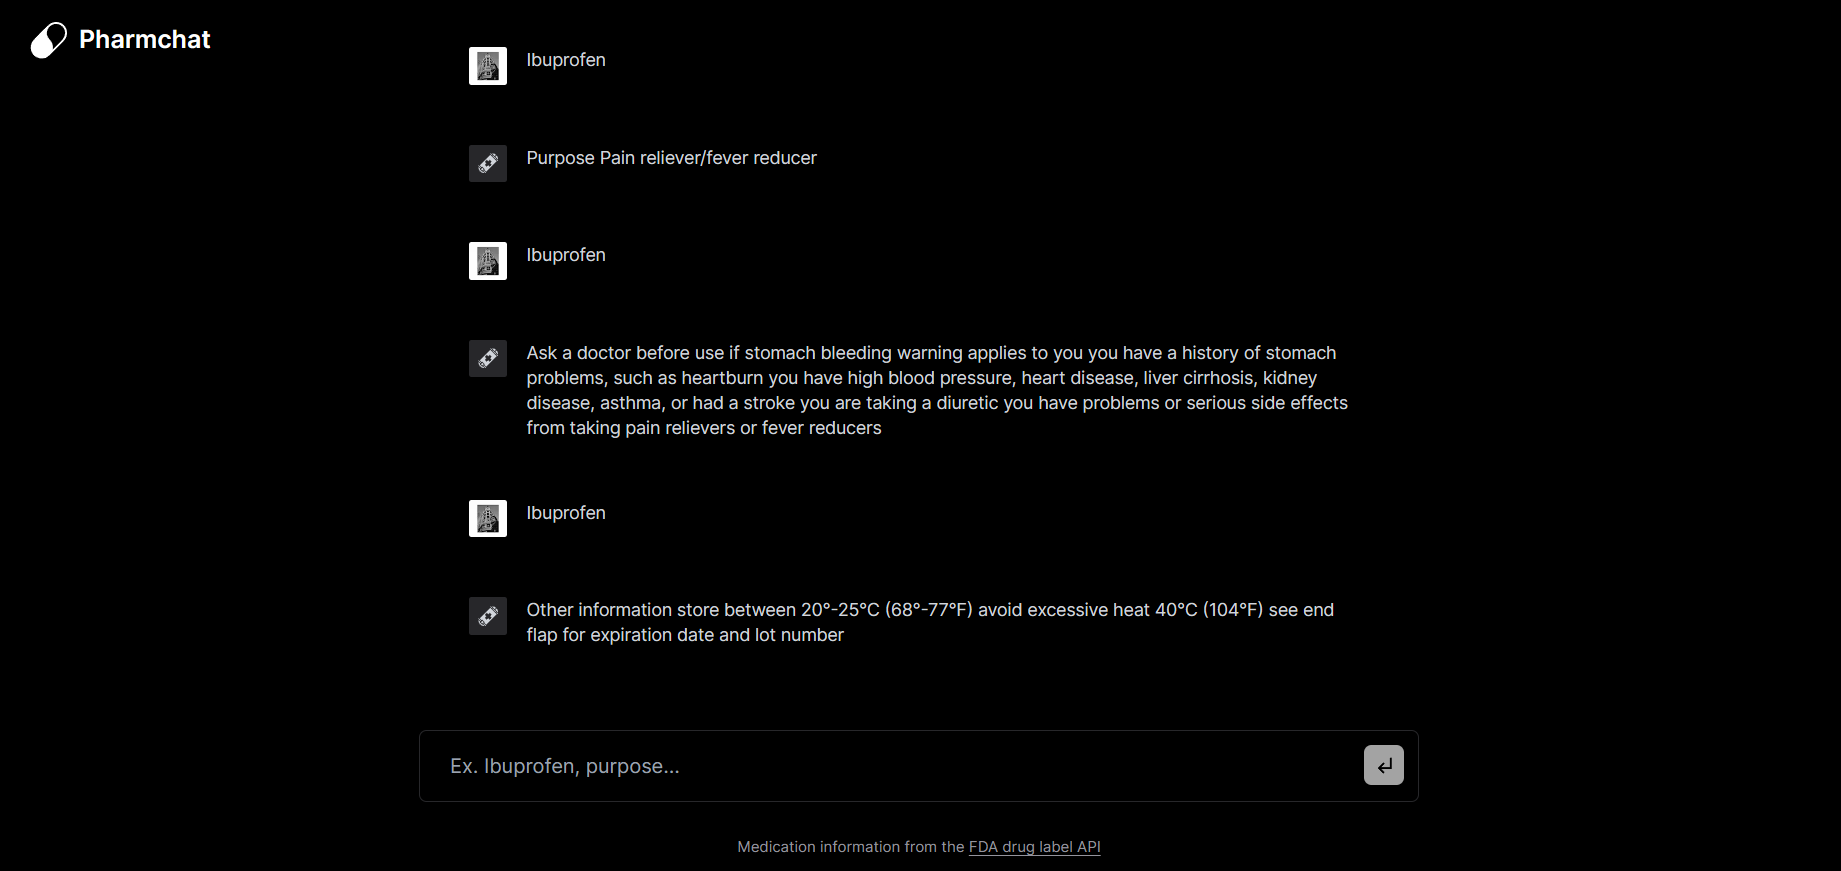 Pharmchat
Ibuprofen
Purpose Pain reliever/fever reducer
Ibuprofen
Ask a doctor before use if stomach bleeding warning applies to you you have a history of stomach
problems, such as heartburn you have high blood pressure, heart disease, liver cirrhosis, kidney
disease, asthma, or had a stroke you are taking a diuretic you have problems or serious side effects
from taking pain relievers or fever reducers
Ibuprofen
Other information store between 20°-25°C (68°-77°F) avoid excessive heat 40°C (104°F) see end
flap for expiration date and lot number
Ex. Ibuprofen, purpose...
Medication information from the FDA drug label API